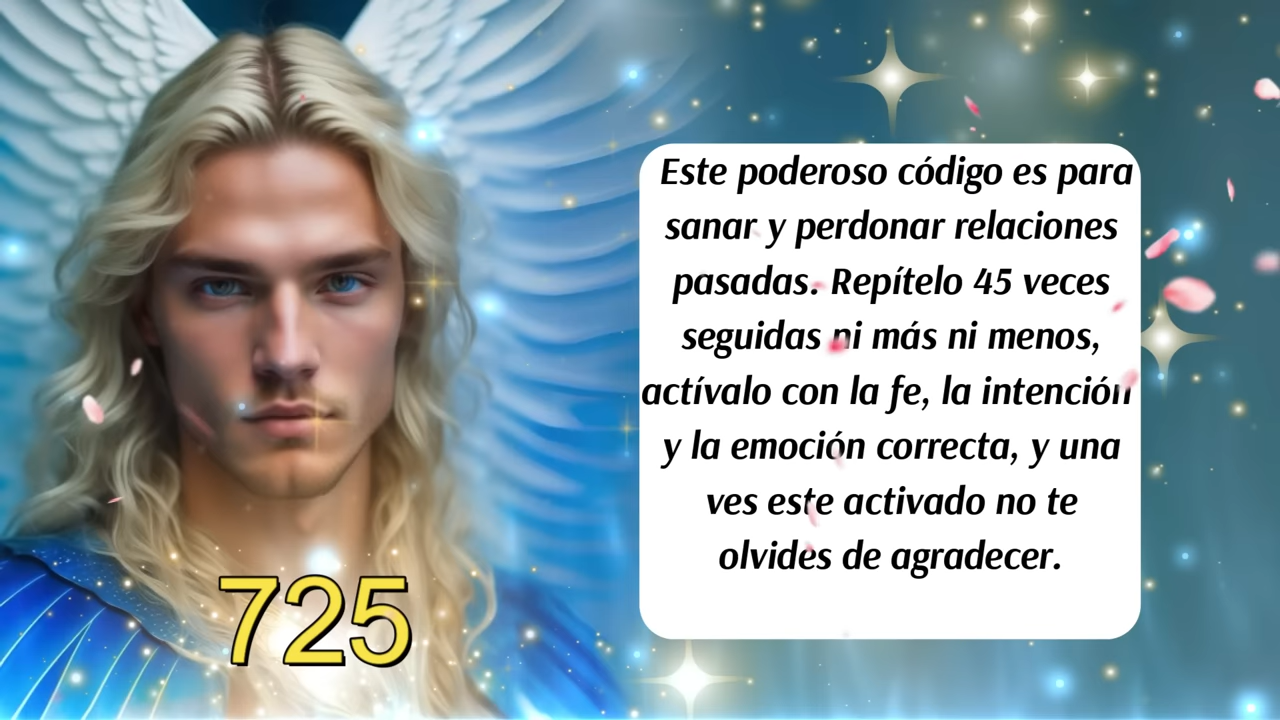 Este poderoso código es para
sanar y perdonar relaciones
pasadas. Repítelo 45 veces
seguidas ni más ni menos,
actívalo con la fe, la intención
y la emoción correcta, y una
ves este activado no te
olvides de agradecer.
725